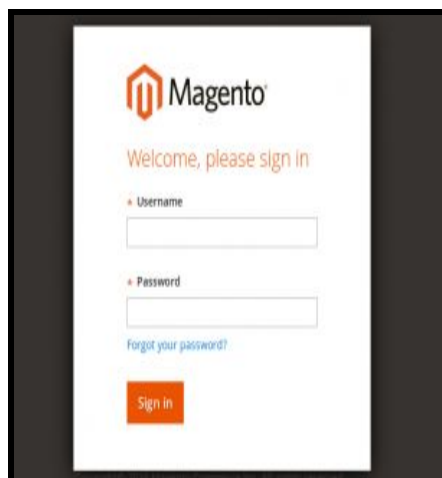 Magento
Welcome, please sign in
* Username
* Password
Forgot your password?
Sign in